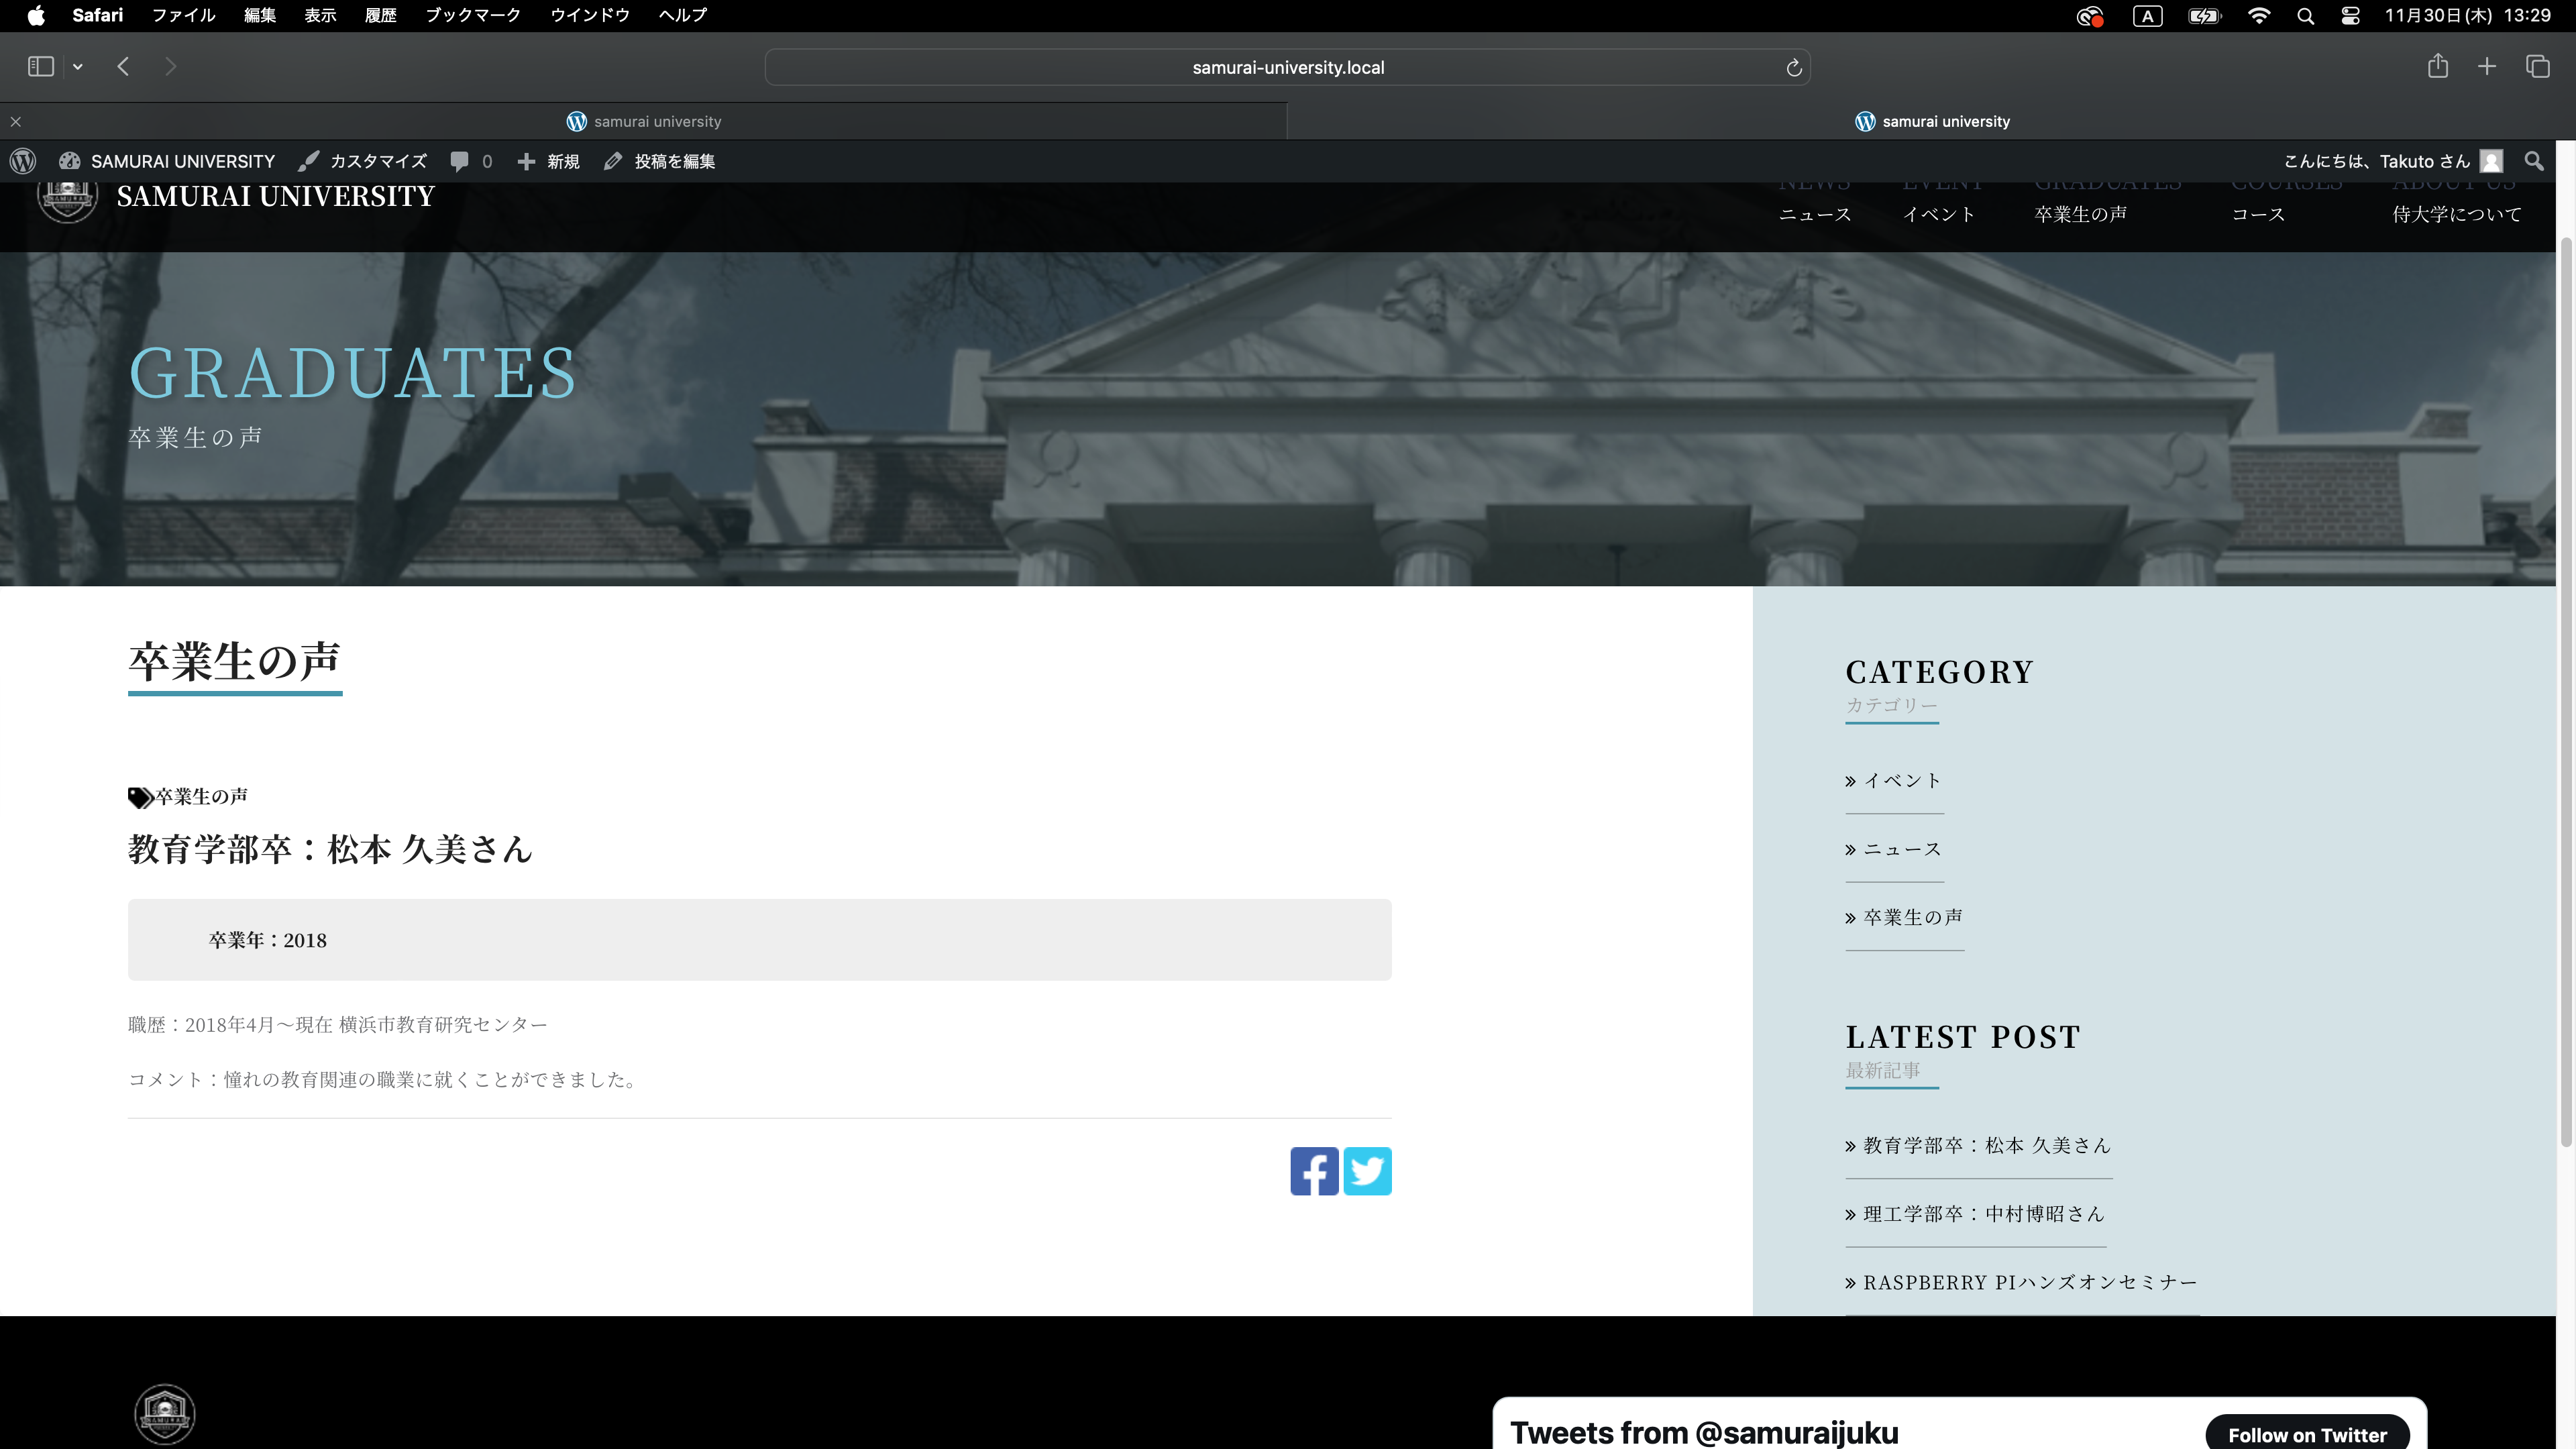 Safari ファイル 編集 表示 履歴 ブックマーク ウインドウ ヘルプ A 11月30日(木) 13:29
samurai-university.local
samurai university samurai university
SAMURAI UNIVERSITY カスタマイズ 0 新規 投稿を編集 こんにちは、Takuto さん
NEWS EVENT GRADUATES COURSES ABOUT US
SAMURAI UNIVERSITY
ニュース イベント 卒業生の声 コース 侍大学について
GRADUATES
卒業生の声
卒業生の声
卒業生の声
教育学部卒：松本 久美さん
卒業年：2018
職歴：2018年4月〜現在 横浜市教育研究センター
コメント：憧れの教育関連の職業に就くことができました。
CATEGORY
カテゴリー
» イベント
» ニュース
» 卒業生の声
LATEST POST
最新記事
» 教育学部卒：松本 久美さん
» 理工学部卒：中村博昭さん
» RASPBERRY PIハンズオンセミナー
SAMURAI
Tweets from @samuraijuku
Follow on Twitter